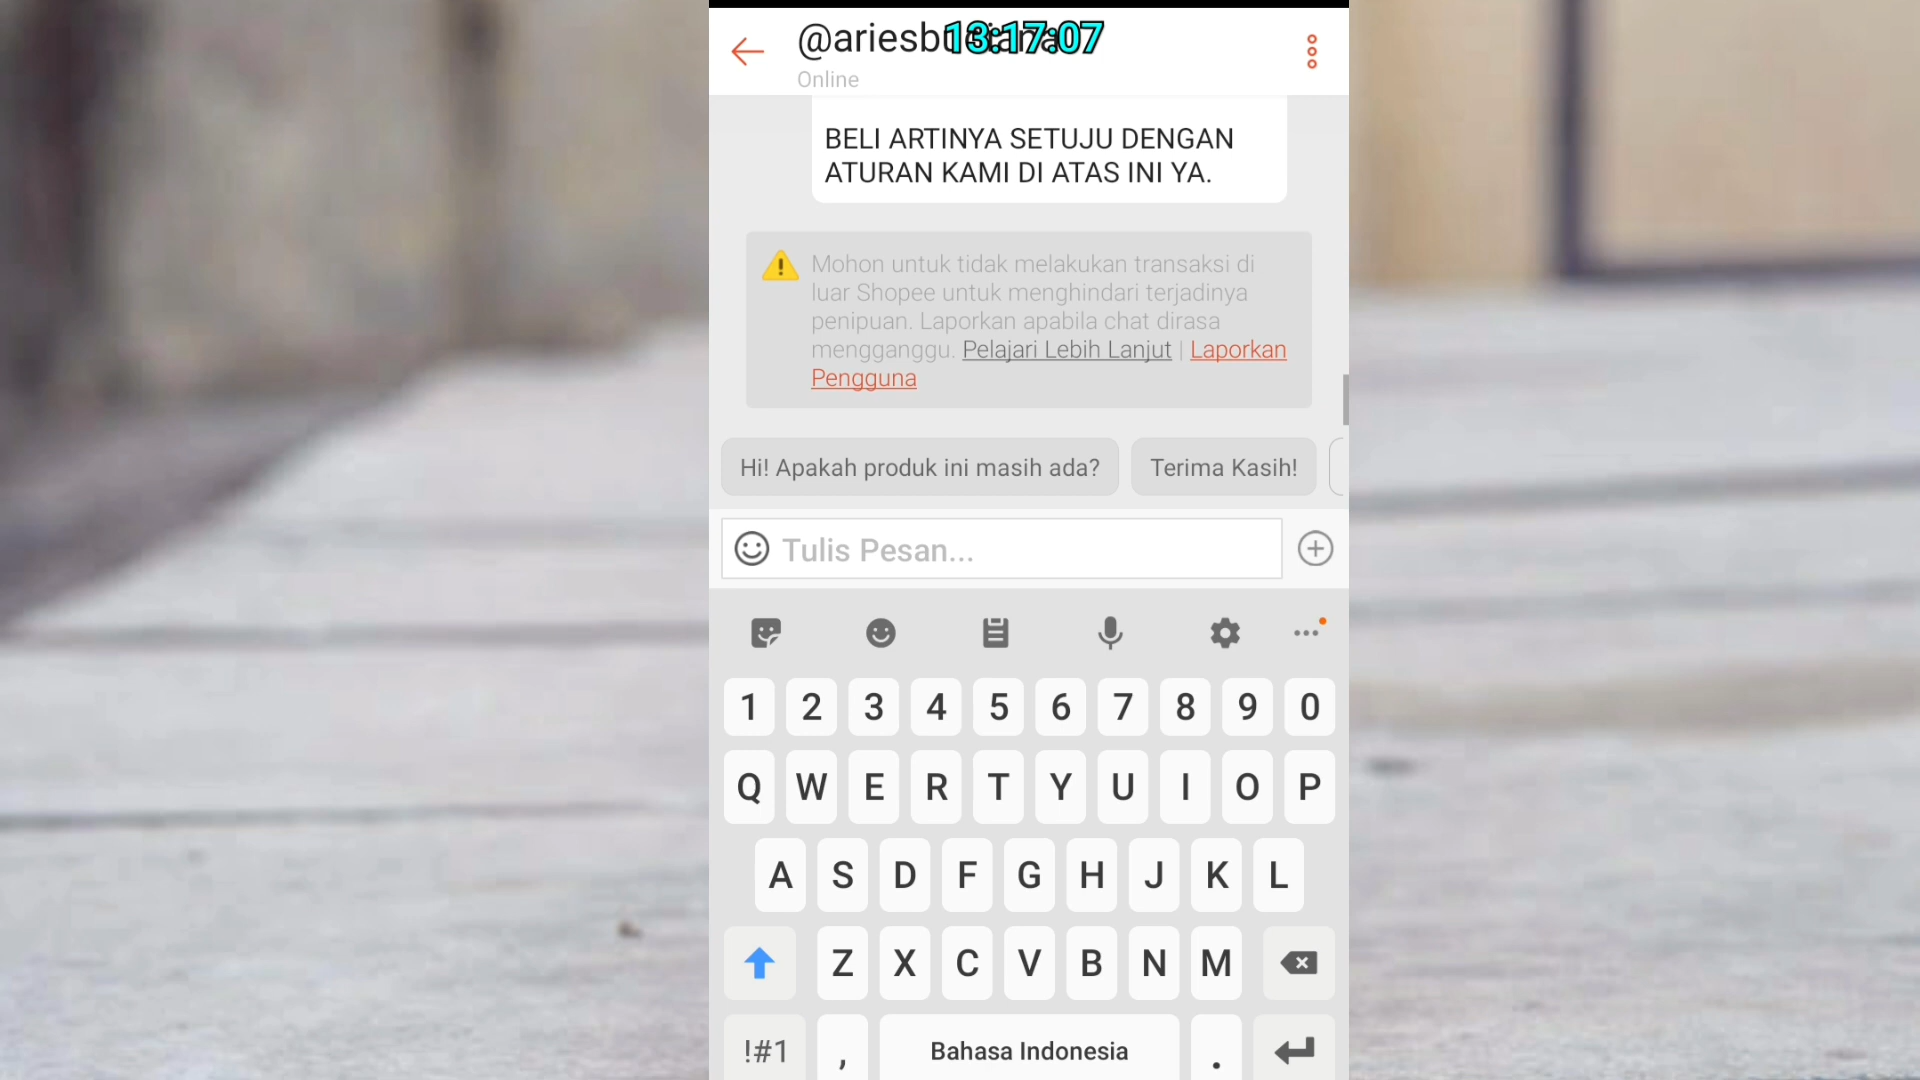 13:17:07
Online
BELI ARTINYA SETUJU DENGAN
ATURAN KAMI DI ATAS INI YA.
Mohon untuk tidak melakukan transaksi di
luar Shopee untuk menghindari terjadinya
penipuan. Laporkan apabila chat dirasa
mengganggu. Pelajari Lebih Lanjut | Laporkan
Pengguna
Hi! Apakah produk ini masih ada?
Terima Kasih!
Tulis Pesan...
1 2 3 4 5 6 7 8 9 0
Q W E R T Y U I O P
A S D F G H J K L
Z X C V B N M
!#1 , Bahasa Indonesia .